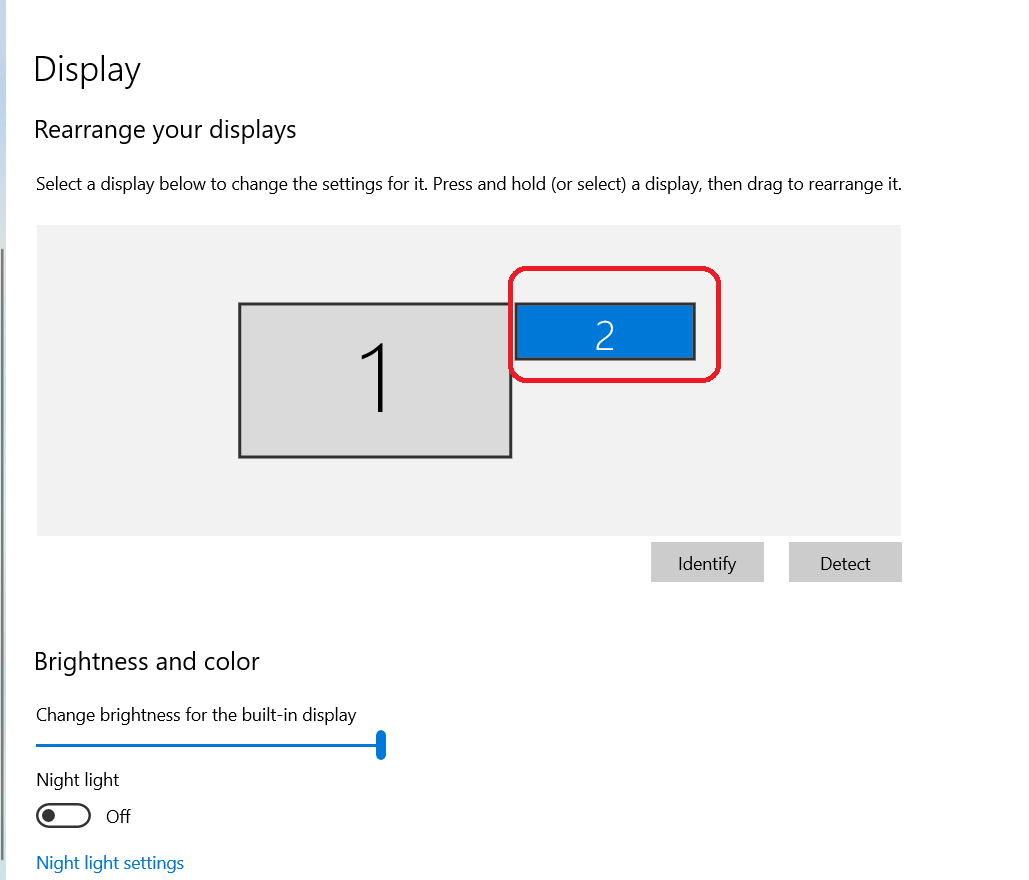 Display
Rearrange your displays
Select a display below to change the settings for it. Press and hold (or select) a display, then drag to rearrange it.
1
2
Identify
Detect
Brightness and color
Change brightness for the built-in display
Night light
Off
Night light settings